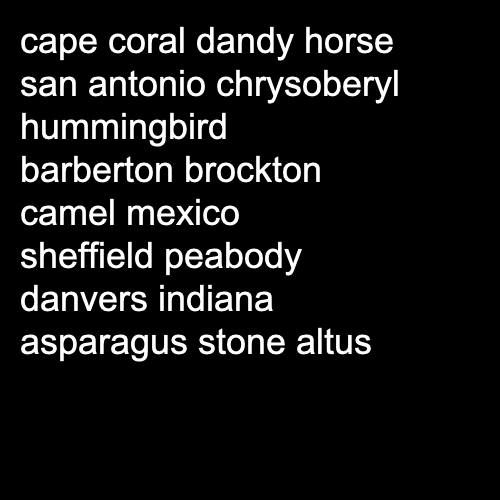 cape coral dandy horse
san antonio chrysoberyl
hummingbird
barberton brockton
camel mexico
sheffield peabody
danvers indiana
asparagus stone altus